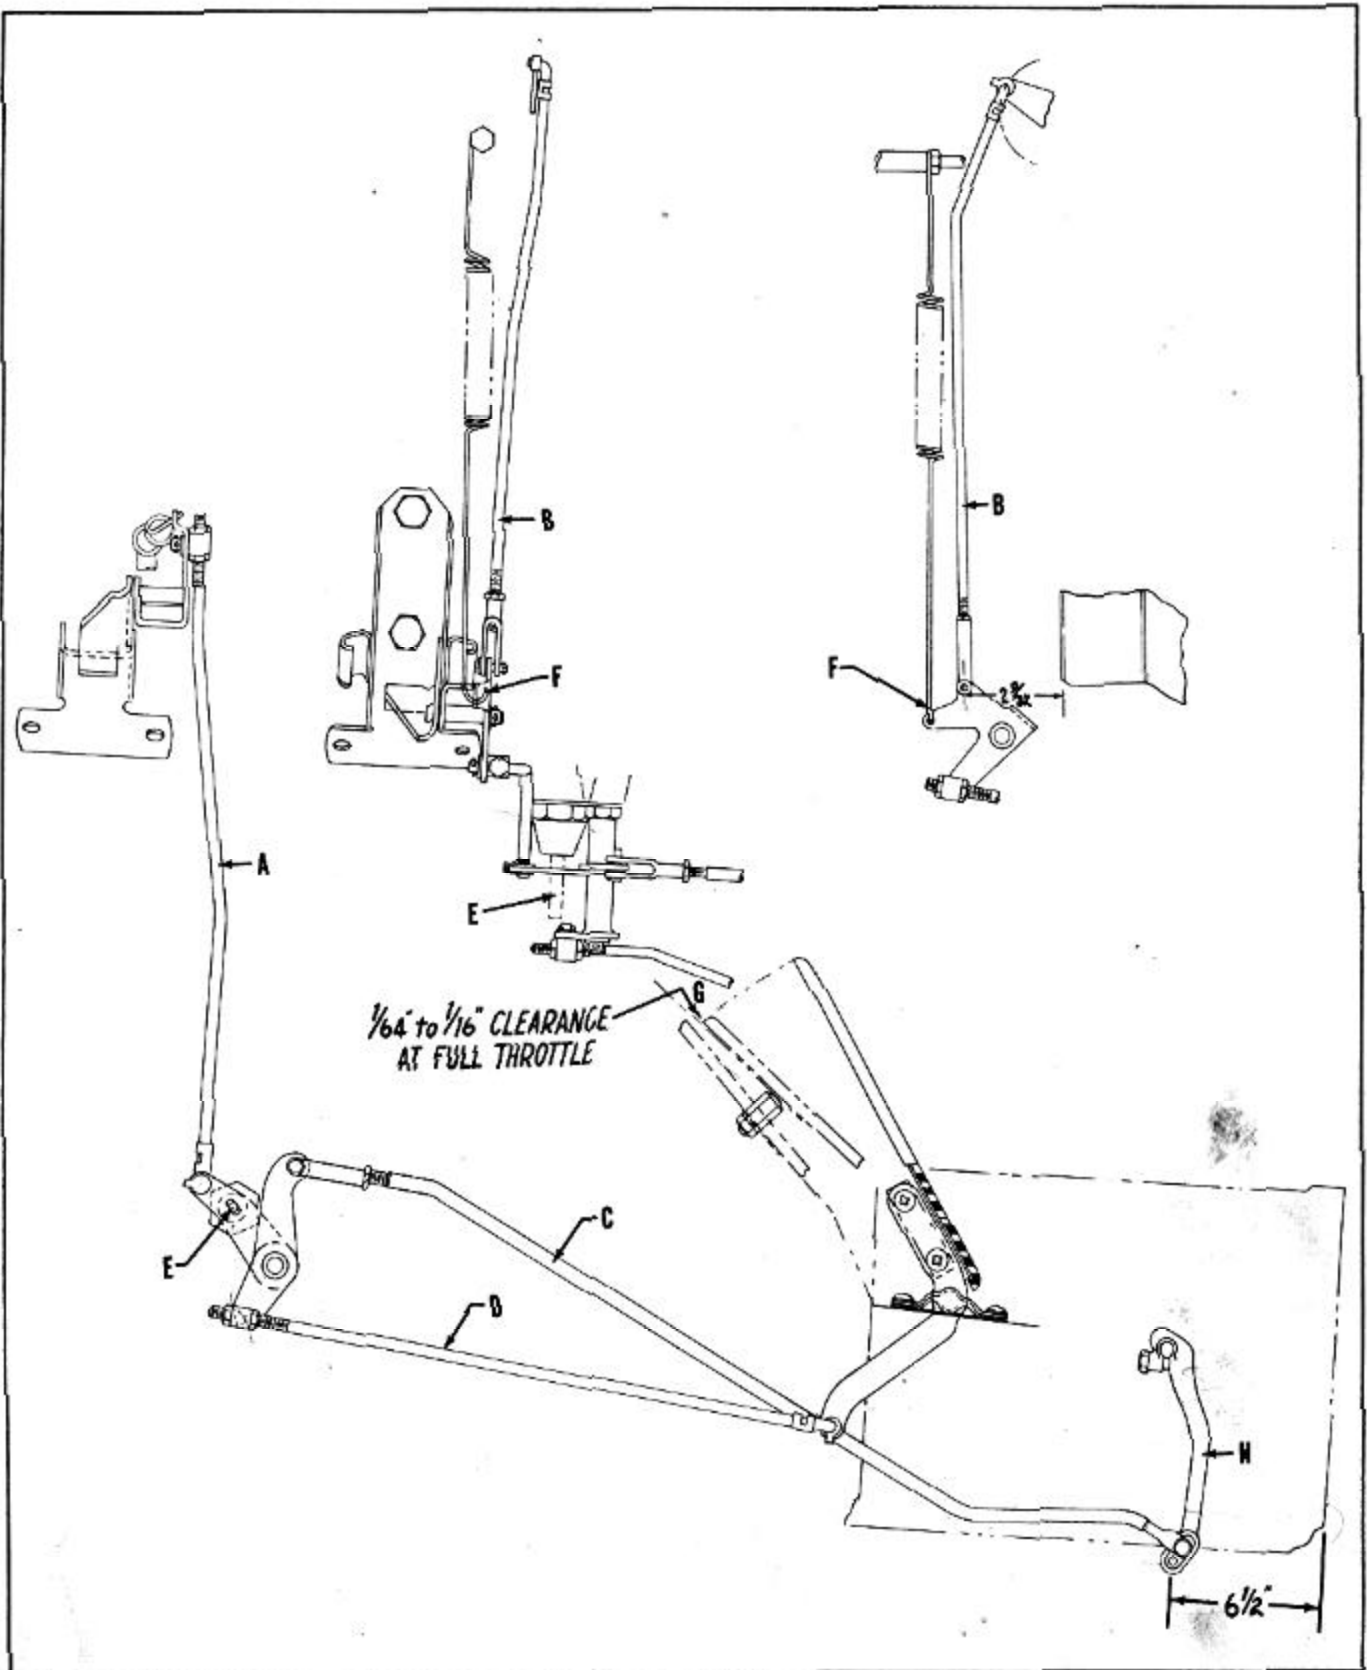 B
B
F
F
2 9/32
A
E
G
1/64" to 1/16" CLEARANCE
AT FULL THROTTLE
C
E
D
H
6 1/2"